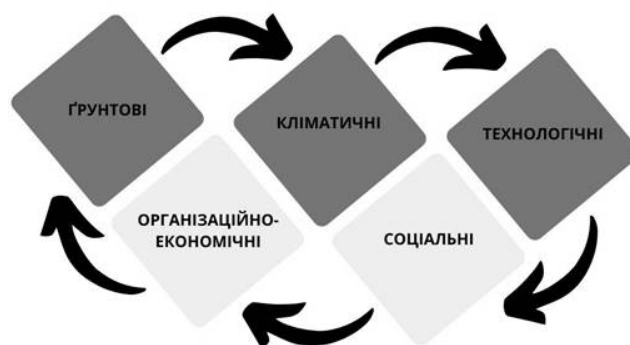 ҐРУНТОВІ
КЛІМАТИЧНІ
ТЕХНОЛОГІЧНІ
ОРГАНІЗАЦІЙНО-
ЕКОНОМІЧНІ
СОЦІАЛЬНІ